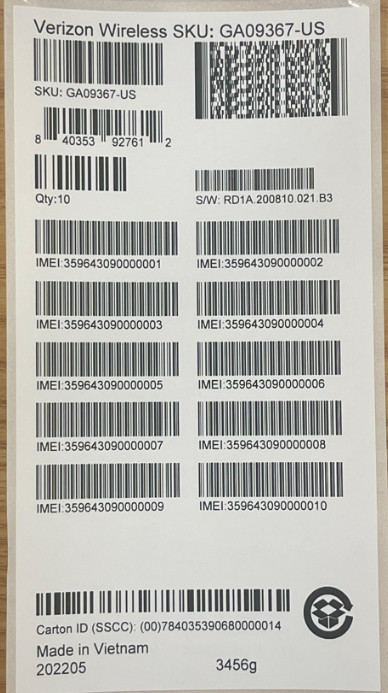 Verizon Wireless SKU: GA09367-US
SKU: GA09367-US
8 40353 92761 2
Qty:10
S/W: RD1A.200810.021.B3
IMEI:359643090000001
IMEI:359643090000002
IMEI:359643090000003
IMEI:359643090000004
IMEI:359643090000005
IMEI:359643090000006
IMEI:359643090000007
IMEI:359643090000008
IMEI:359643090000009
IMEI:359643090000010
Carton ID (SSCC): (00)784035390680000014
Made in Vietnam
202205
3456g